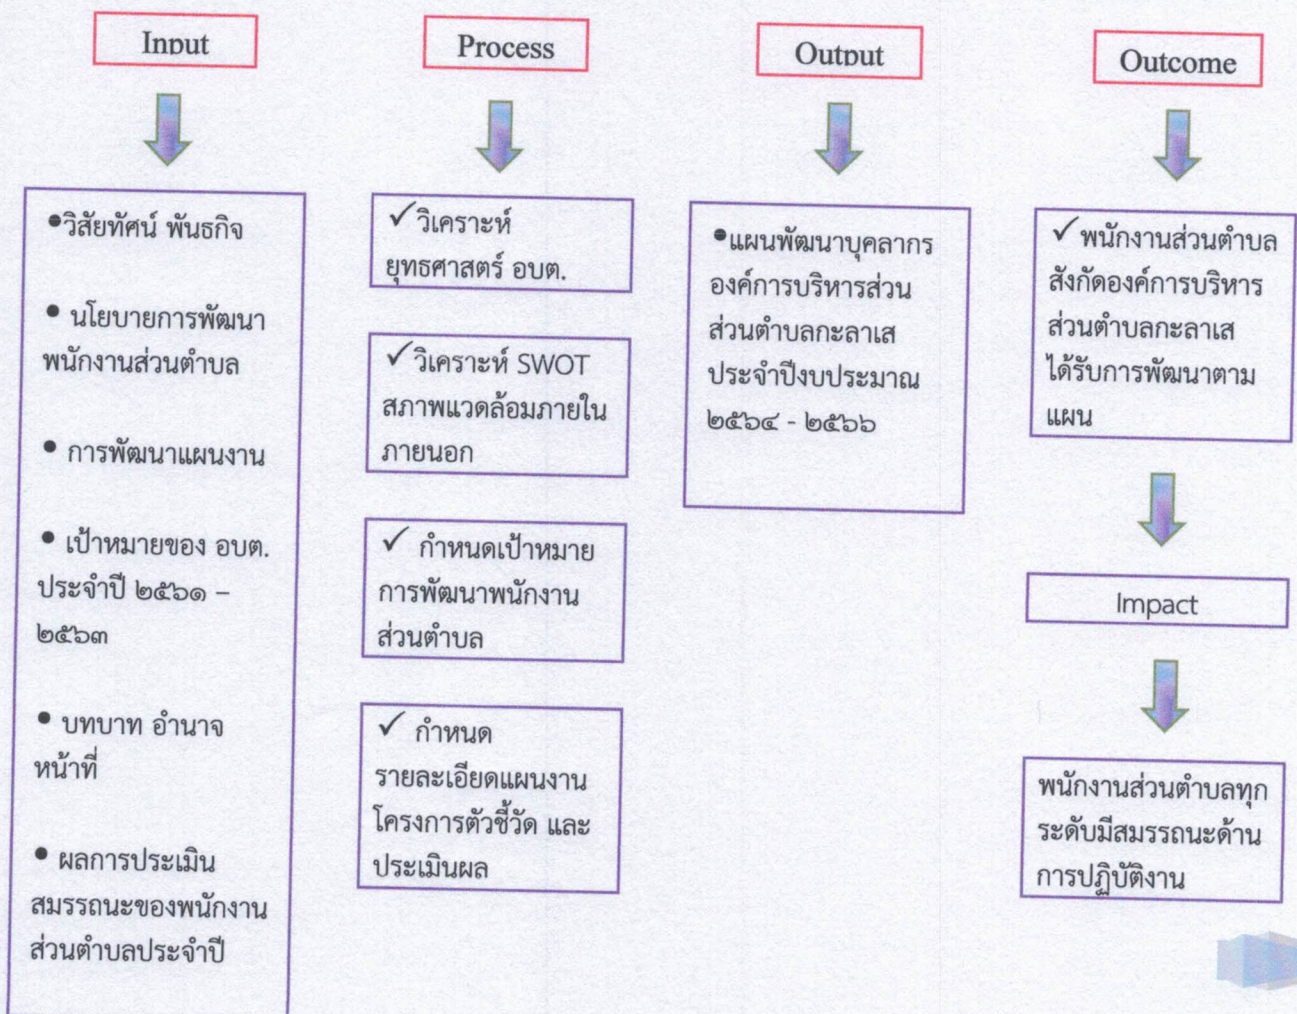 Input
●วิสัยทัศน์ พันธกิจ
● นโยบายการพัฒนา
พนักงานส่วนตำบล
● การพัฒนาแผนงาน
● เป้าหมายของ อบต.
ประจำปี ๒๕๖๑ –
๒๕๖๓
● บทบาท อำนาจ
หน้าที่
● ผลการประเมิน
สมรรถนะของพนักงาน
ส่วนตำบลประจำปี
Process
✓วิเคราะห์
ยุทธศาสตร์ อบต.
✓วิเคราะห์ SWOT
สภาพแวดล้อมภายใน
ภายนอก
✓ กำหนดเป้าหมาย
การพัฒนาพนักงาน
ส่วนตำบล
✓ กำหนด
รายละเอียดแผนงาน
โครงการตัวชี้วัด และ
ประเมินผล
Output
●แผนพัฒนาบุคลากร
องค์การบริหารส่วน
ส่วนตำบลกะลาเส
ประจำปีงบประมาณ
๒๕๖๔ - ๒๕๖๖
Outcome
✓ พนักงานส่วนตำบล
สังกัดองค์การบริหาร
ส่วนตำบลกะลาเส
ได้รับการพัฒนาตาม
แผน
Impact
พนักงานส่วนตำบลทุก
ระดับมีสมรรถนะด้าน
การปฏิบัติงาน